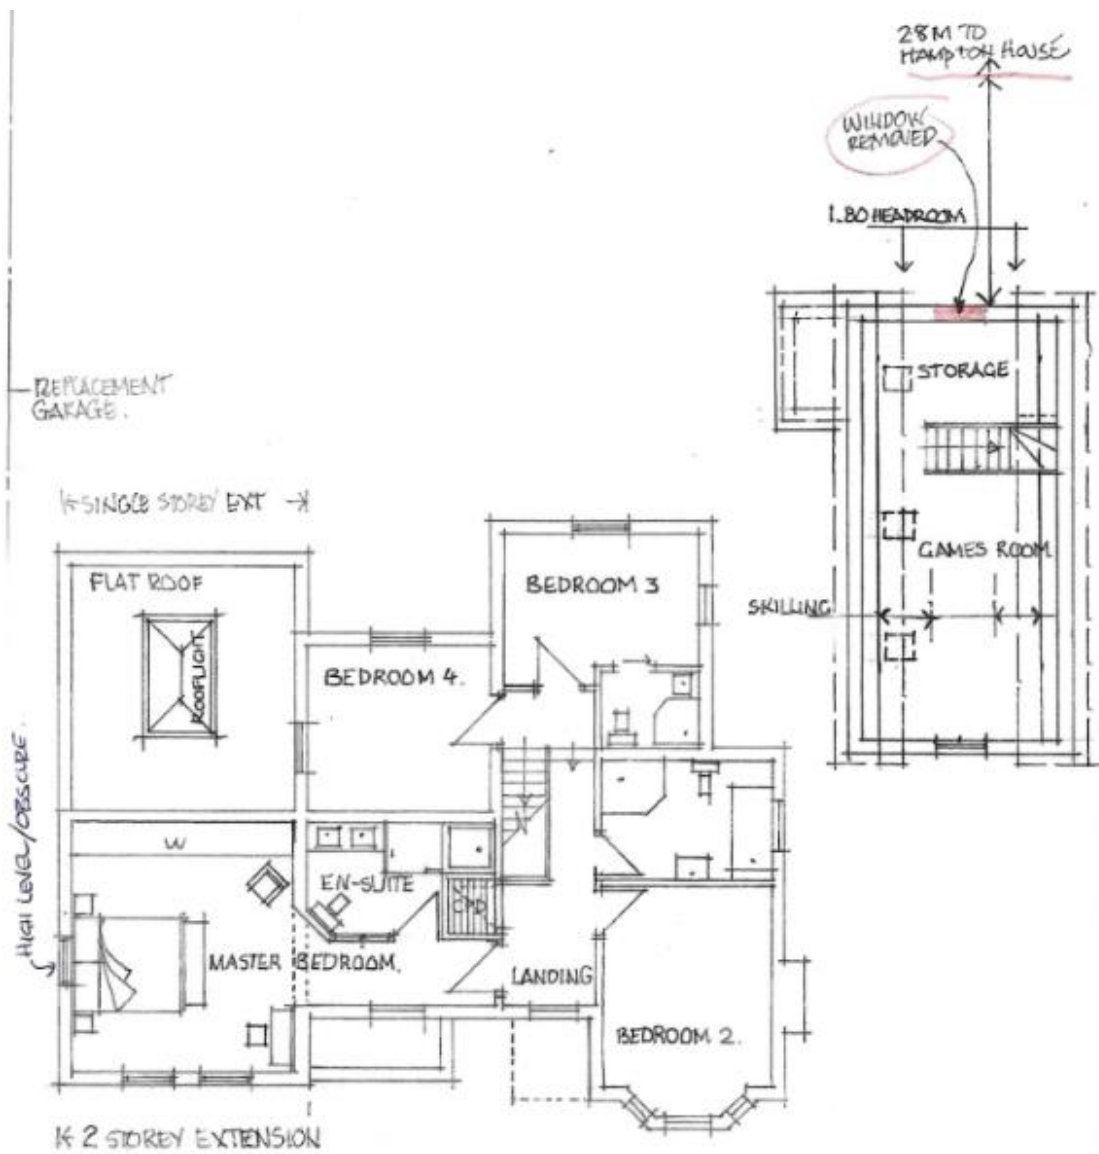 28M TO
HAMPTON HOUSE
WINDOW
REMOVED
1.80 HEADROOM
STORAGE
GAMES ROOM
SKILLING
REPLACEMENT
GARAGE.
SINGLE STOREY EXT
FLAT ROOF
ROOFLIGHT
BEDROOM 3
BEDROOM 4.
HIGH LEVEL/OBSCURE
W
EN-SUITE
CPD
MASTER BEDROOM.
LANDING
BEDROOM 2.
2 STOREY EXTENSION